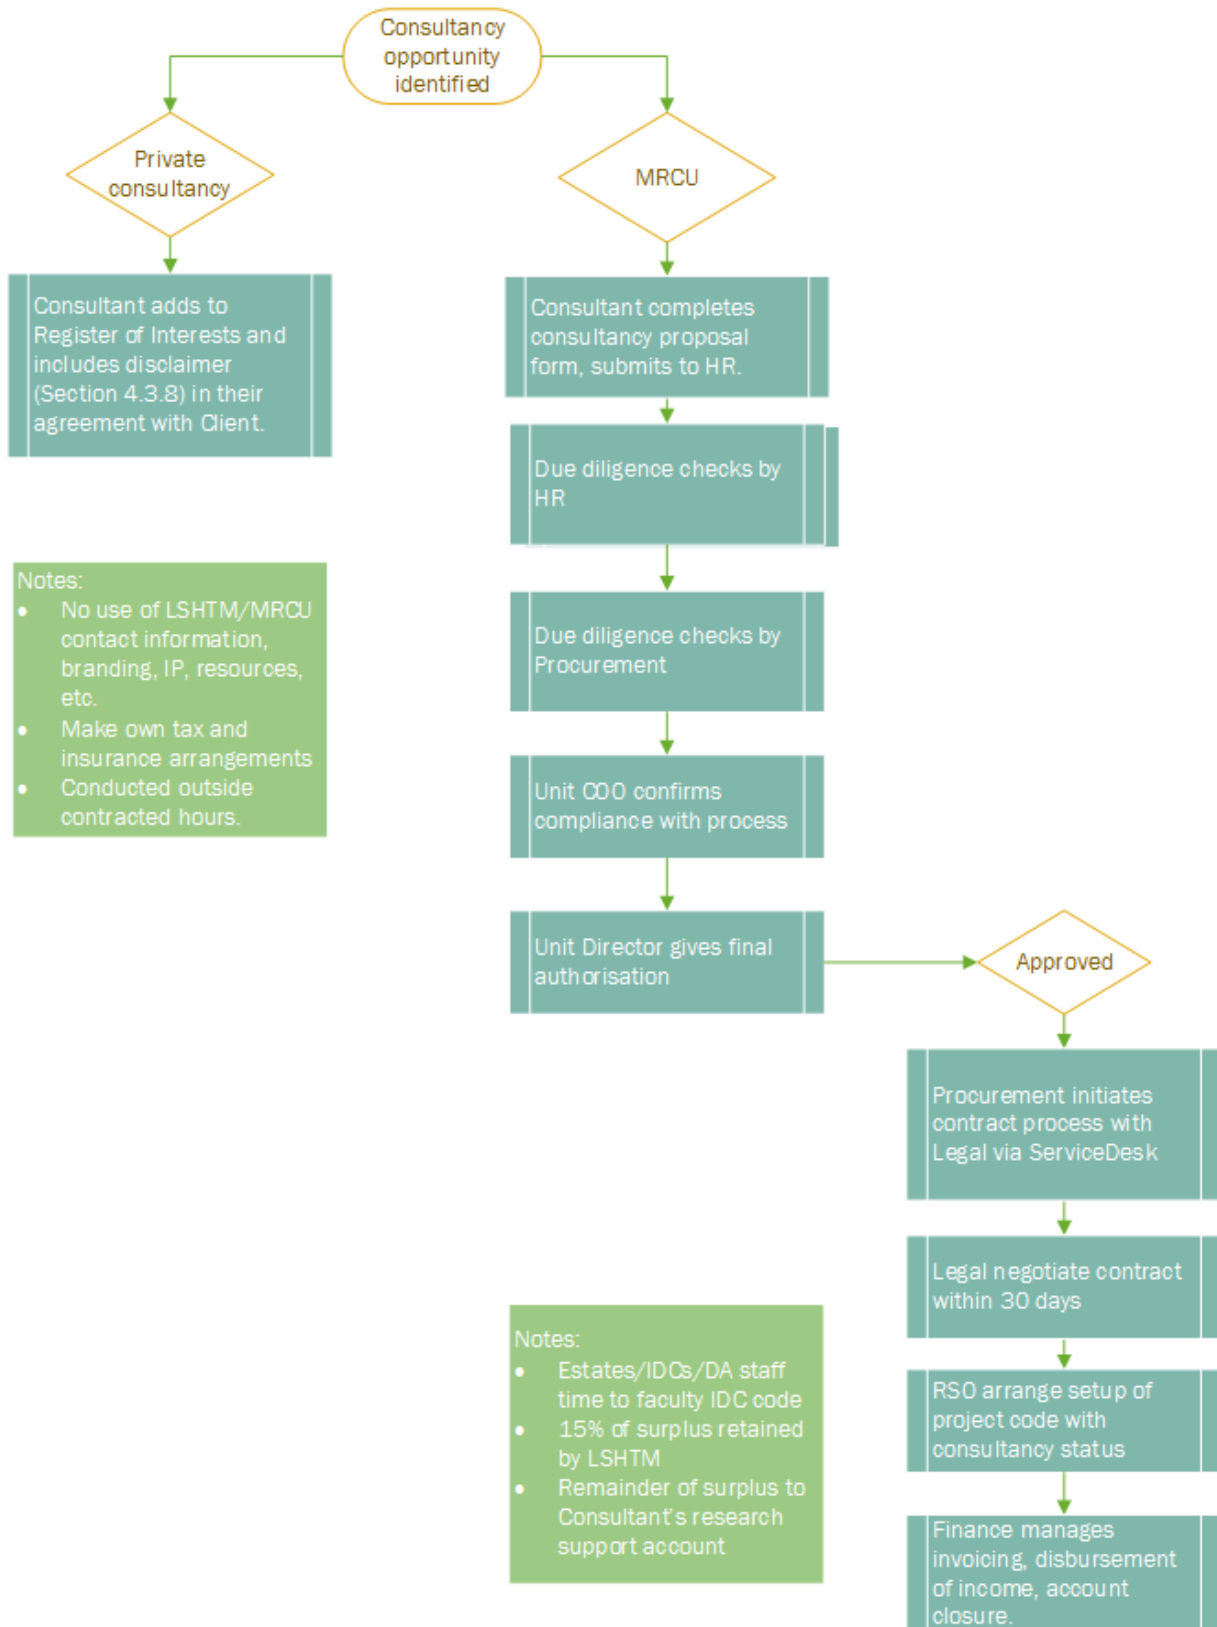 Consultancy
opportunity
identified
Private
consultancy
MRCU
Consultant adds to
Register of Interests and
includes disclaimer
(Section 4.3.8) in their
agreement with Client.
Consultant completes
consultancy proposal
form, submits to HR.
Due diligence checks by
HR
Notes:
• No use of LSHTM/MRCU
contact information,
branding, IP, resources,
etc.
• Make own tax and
insurance arrangements
• Conducted outside
contracted hours.
Due diligence checks by
Procurement
Unit COO confirms
compliance with process
Unit Director gives final
authorisation
Approved
Procurement initiates
contract process with
Legal via ServiceDesk
Legal negotiate contract
within 30 days
RSO arrange setup of
project code with
consultancy status
Finance manages
invoicing, disbursement
of income, account
closure.
Notes:
• Estates/IDCs/DA staff
time to faculty IDC code
• 15% of surplus retained
by LSHTM
• Remainder of surplus to
Consultant's research
support account